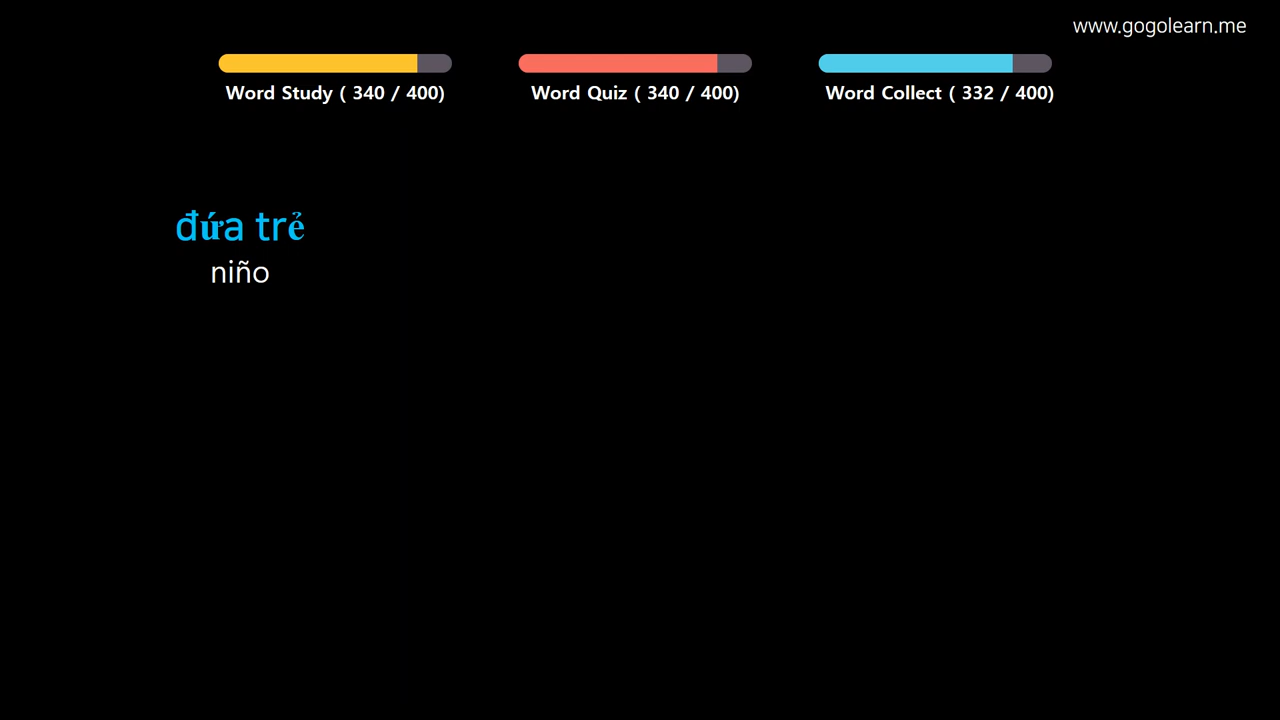 www.gogolearn.me
Word Study ( 340 / 400)
Word Quiz ( 340 / 400)
Word Collect ( 332 / 400)
đứa trẻ
niño